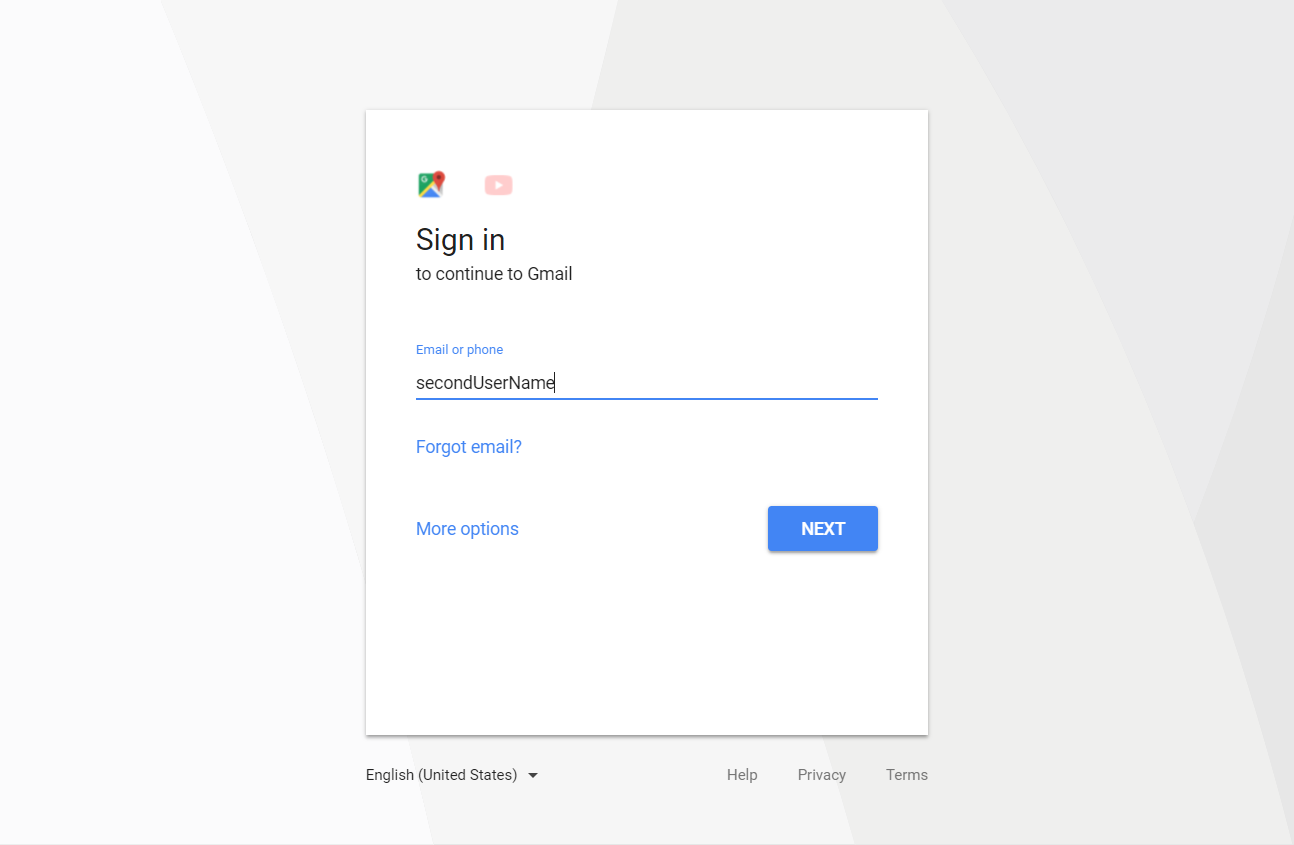 Sign in
to continue to Gmail
Email or phone
secondUserName
Forgot email?
More options
NEXT
English (United States)
Help
Privacy
Terms